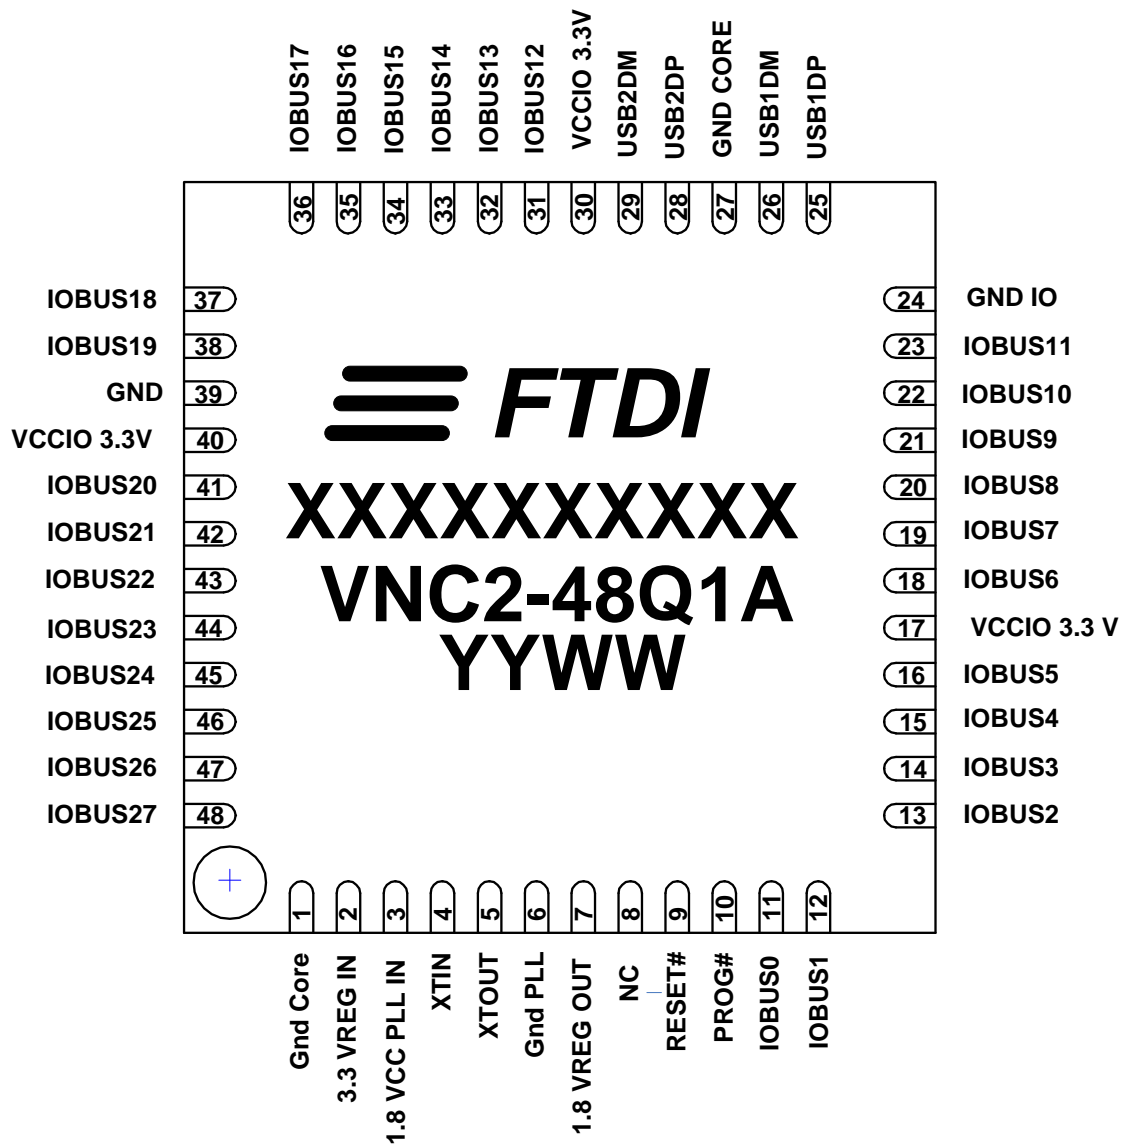 IOBUS17
IOBUS16
IOBUS15
IOBUS14
IOBUS13
IOBUS12
VCCIO 3.3V
USB2DM
USB2DP
GND CORE
USB1DM
USB1DP
36
35
34
33
32
31
30
29
28
27
26
25
IOBUS18 37
IOBUS19 38
GND 39
VCCIO 3.3V 40
IOBUS20 41
IOBUS21 42
IOBUS22 43
IOBUS23 44
IOBUS24 45
IOBUS25 46
IOBUS26 47
IOBUS27 48
FTDI
XXXXXXXXXX
VNC2-48Q1A
YYWW
24 GND IO
23 IOBUS11
22 IOBUS10
21 IOBUS9
20 IOBUS8
19 IOBUS7
18 IOBUS6
17 VCCIO 3.3 V
16 IOBUS5
15 IOBUS4
14 IOBUS3
13 IOBUS2
1
2
3
4
5
6
7
8
9
10
11
12
Gnd Core
3.3 VREG IN
1.8 VCC PLL IN
XTIN
XTOUT
Gnd PLL
1.8 VREG OUT
NC
RESET#
PROG#
IOBUS0
IOBUS1